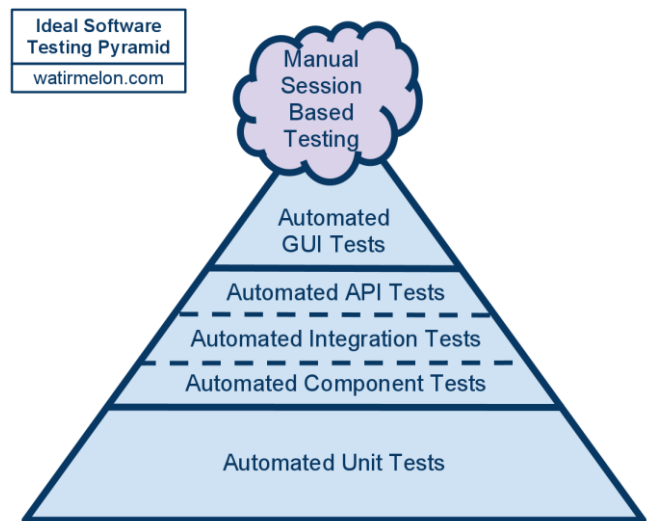 Ideal Software
Testing Pyramid
watirmelon.com
Manual
Session
Based
Testing
Automated
GUI Tests
Automated API Tests
Automated Integration Tests
Automated Component Tests
Automated Unit Tests